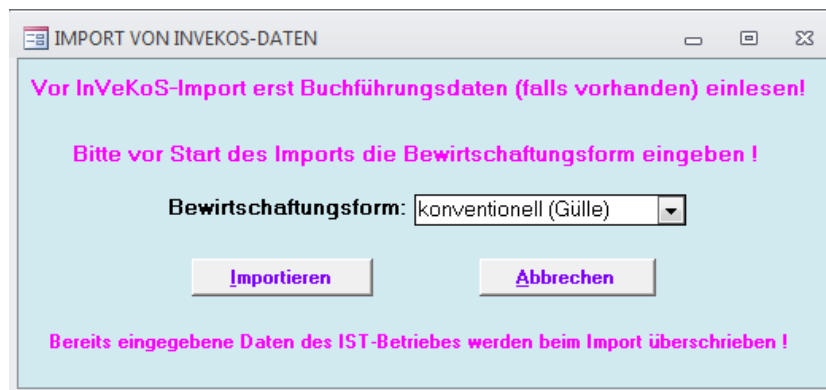 IMPORT VON INVEKOS-DATEN
Vor InVeKoS-Import erst Buchführungsdaten (falls vorhanden) einlesen!
Bitte vor Start des Imports die Bewirtschaftungsform eingeben !
Bewirtschaftungsform: konventionell (Gülle)
Importieren Abbrechen
Bereits eingegebene Daten des IST-Betriebes werden beim Import überschrieben !